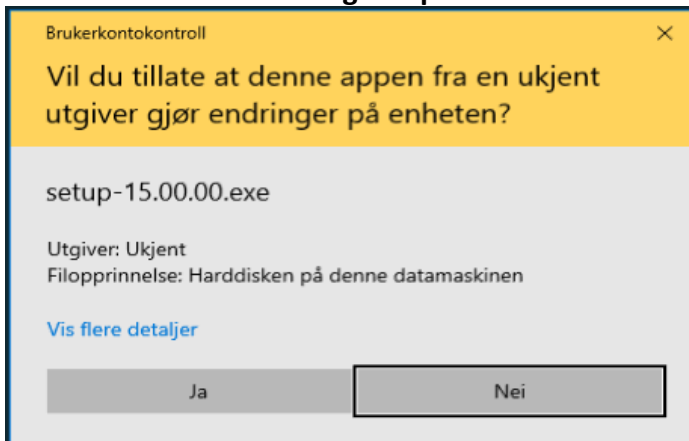 Brukerkontokontroll
Vil du tillate at denne appen fra en ukjent
utgiver gjør endringer på enheten?
setup-15.00.00.exe
Utgiver: Ukjent
Filopprinnelse: Harddisken på denne datamaskinen
Vis flere detaljer
Ja
Nei